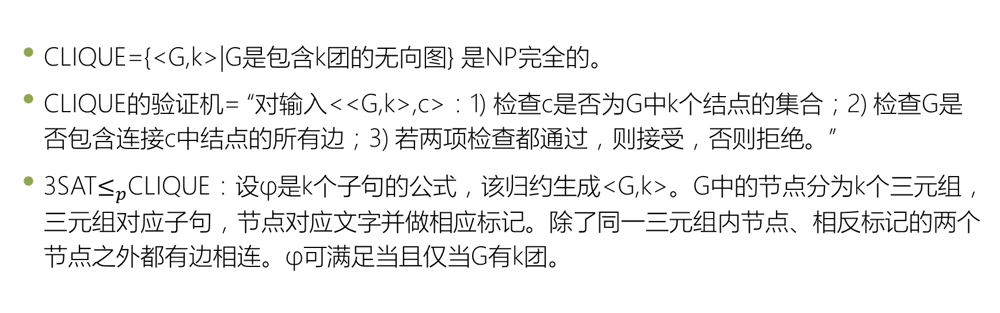 • CLIQUE={<G,k>|G是包含k团的无向图} 是NP完全的。
• CLIQUE的验证机= “对输入<<G,k>,c>：1) 检查c是否为G中k个结点的集合；2) 检查G是
否包含连接c中结点的所有边；3) 若两项检查都通过，则接受，否则拒绝。”
• 3SAT≤ₚCLIQUE：设φ是k个子句的公式，该归约生成<G,k>。G中的节点分为k个三元组，
三元组对应子句，节点对应文字并做相应标记。除了同一三元组内节点、相反标记的两个
节点之外都有边相连。φ可满足当且仅当G有k团。